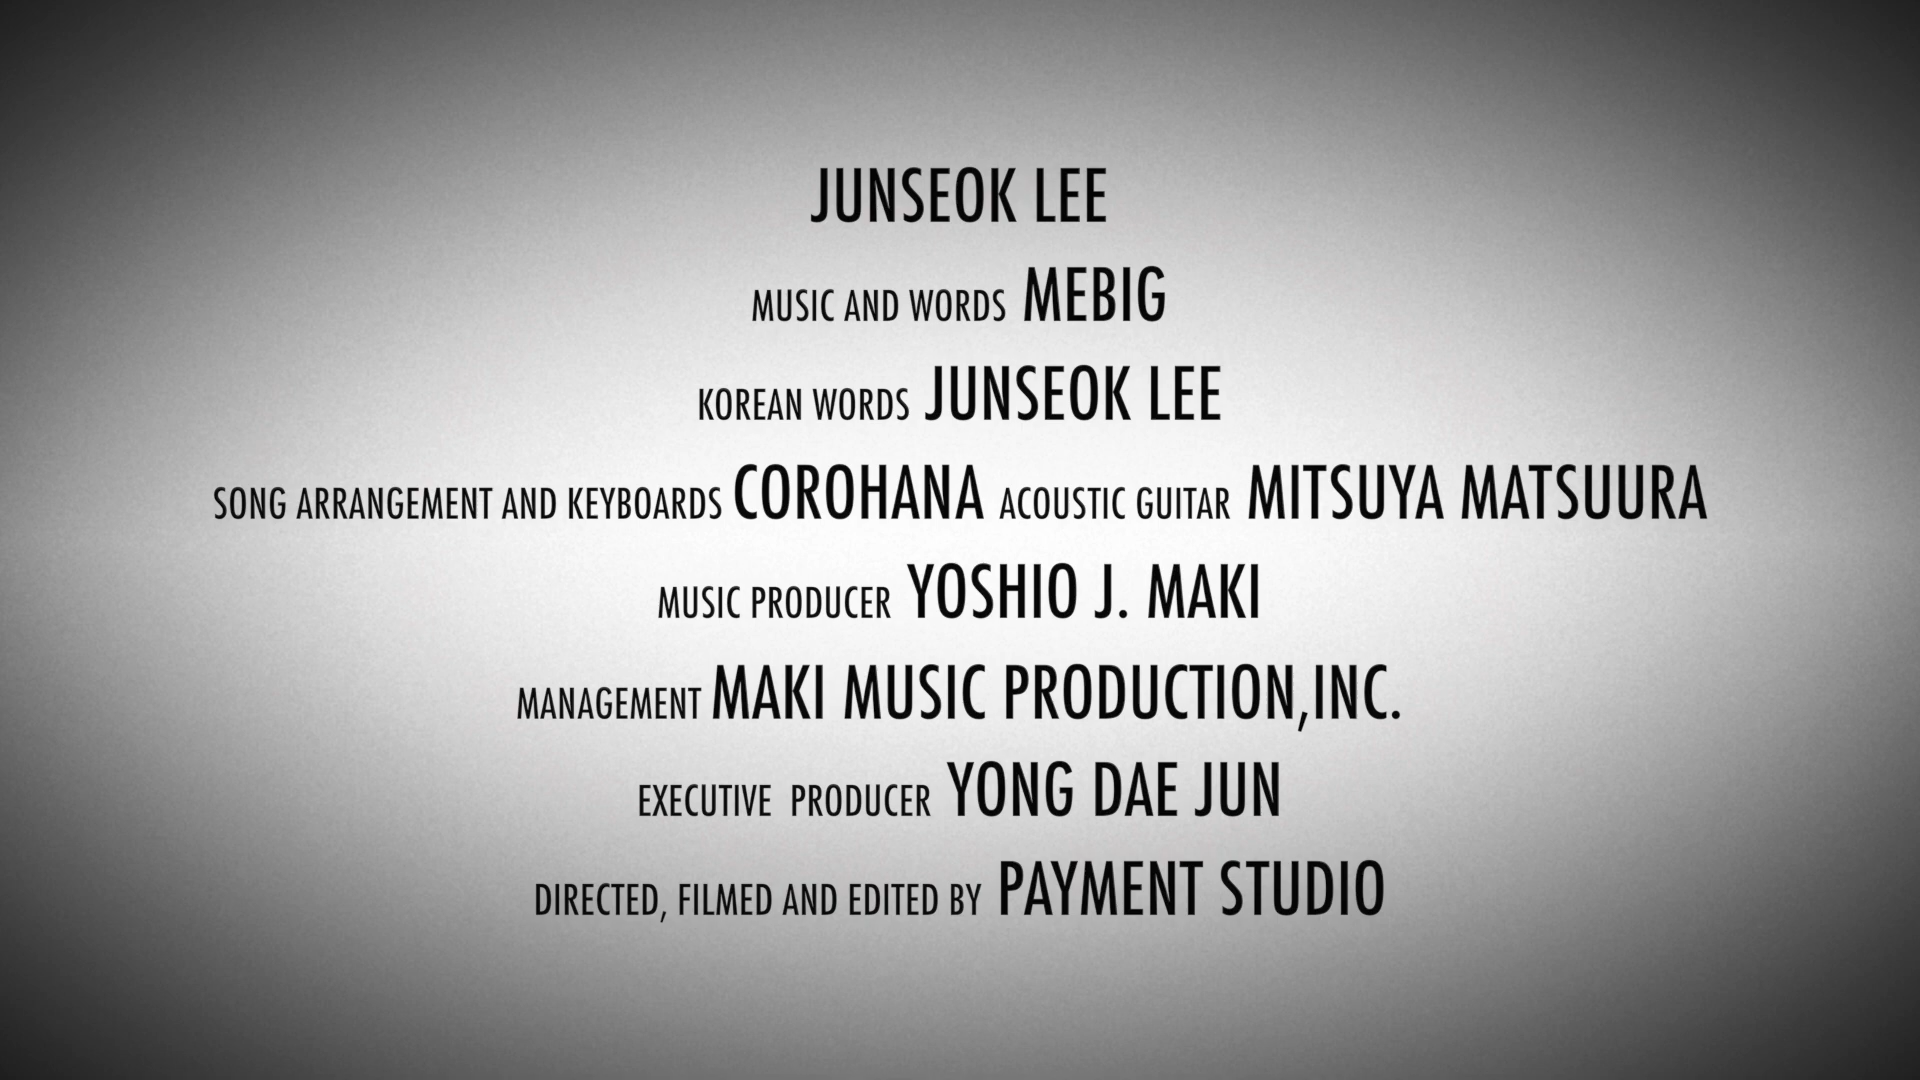 JUNSEOK LEE
MUSIC AND WORDS MEBIG
KOREAN WORDS JUNSEOK LEE
SONG ARRANGEMENT AND KEYBOARDS COROHANA ACOUSTIC GUITAR MITSUYA MATSUURA
MUSIC PRODUCER YOSHIO J. MAKI
MANAGEMENT MAKI MUSIC PRODUCTION,INC.
EXECUTIVE  PRODUCER YONG DAE JUN
DIRECTED, FILMED AND EDITED BY PAYMENT STUDIO